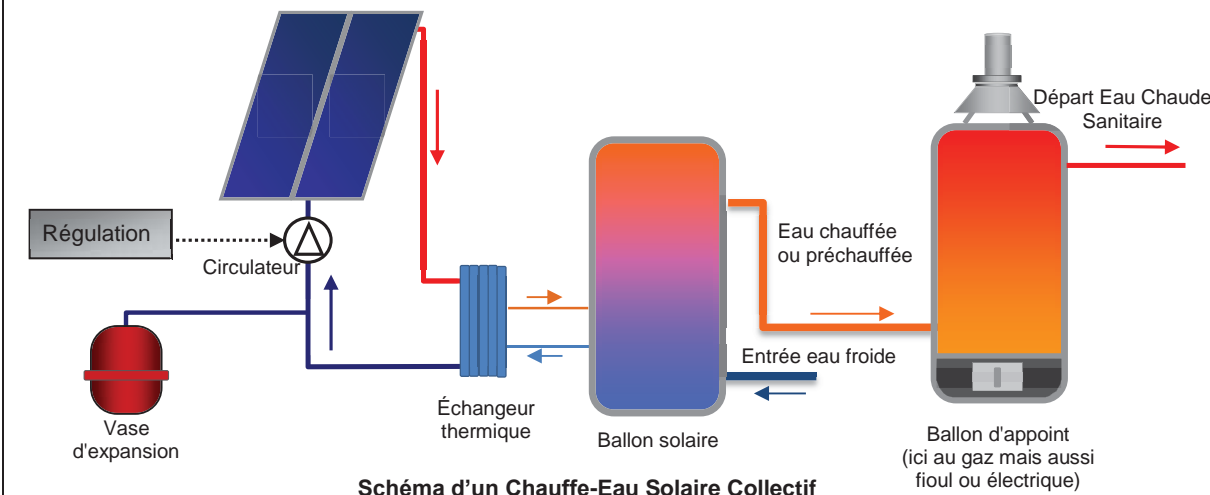 Départ Eau Chaude
Sanitaire
Régulation
Circulateur
Eau chauffée
ou préchauffée
Entrée eau froide
Vase
d'expansion
Échangeur
thermique
Ballon solaire
Ballon d'appoint
(ici au gaz mais aussi
fioul ou électrique)
Schéma d'un Chauffe-Eau Solaire Collectif